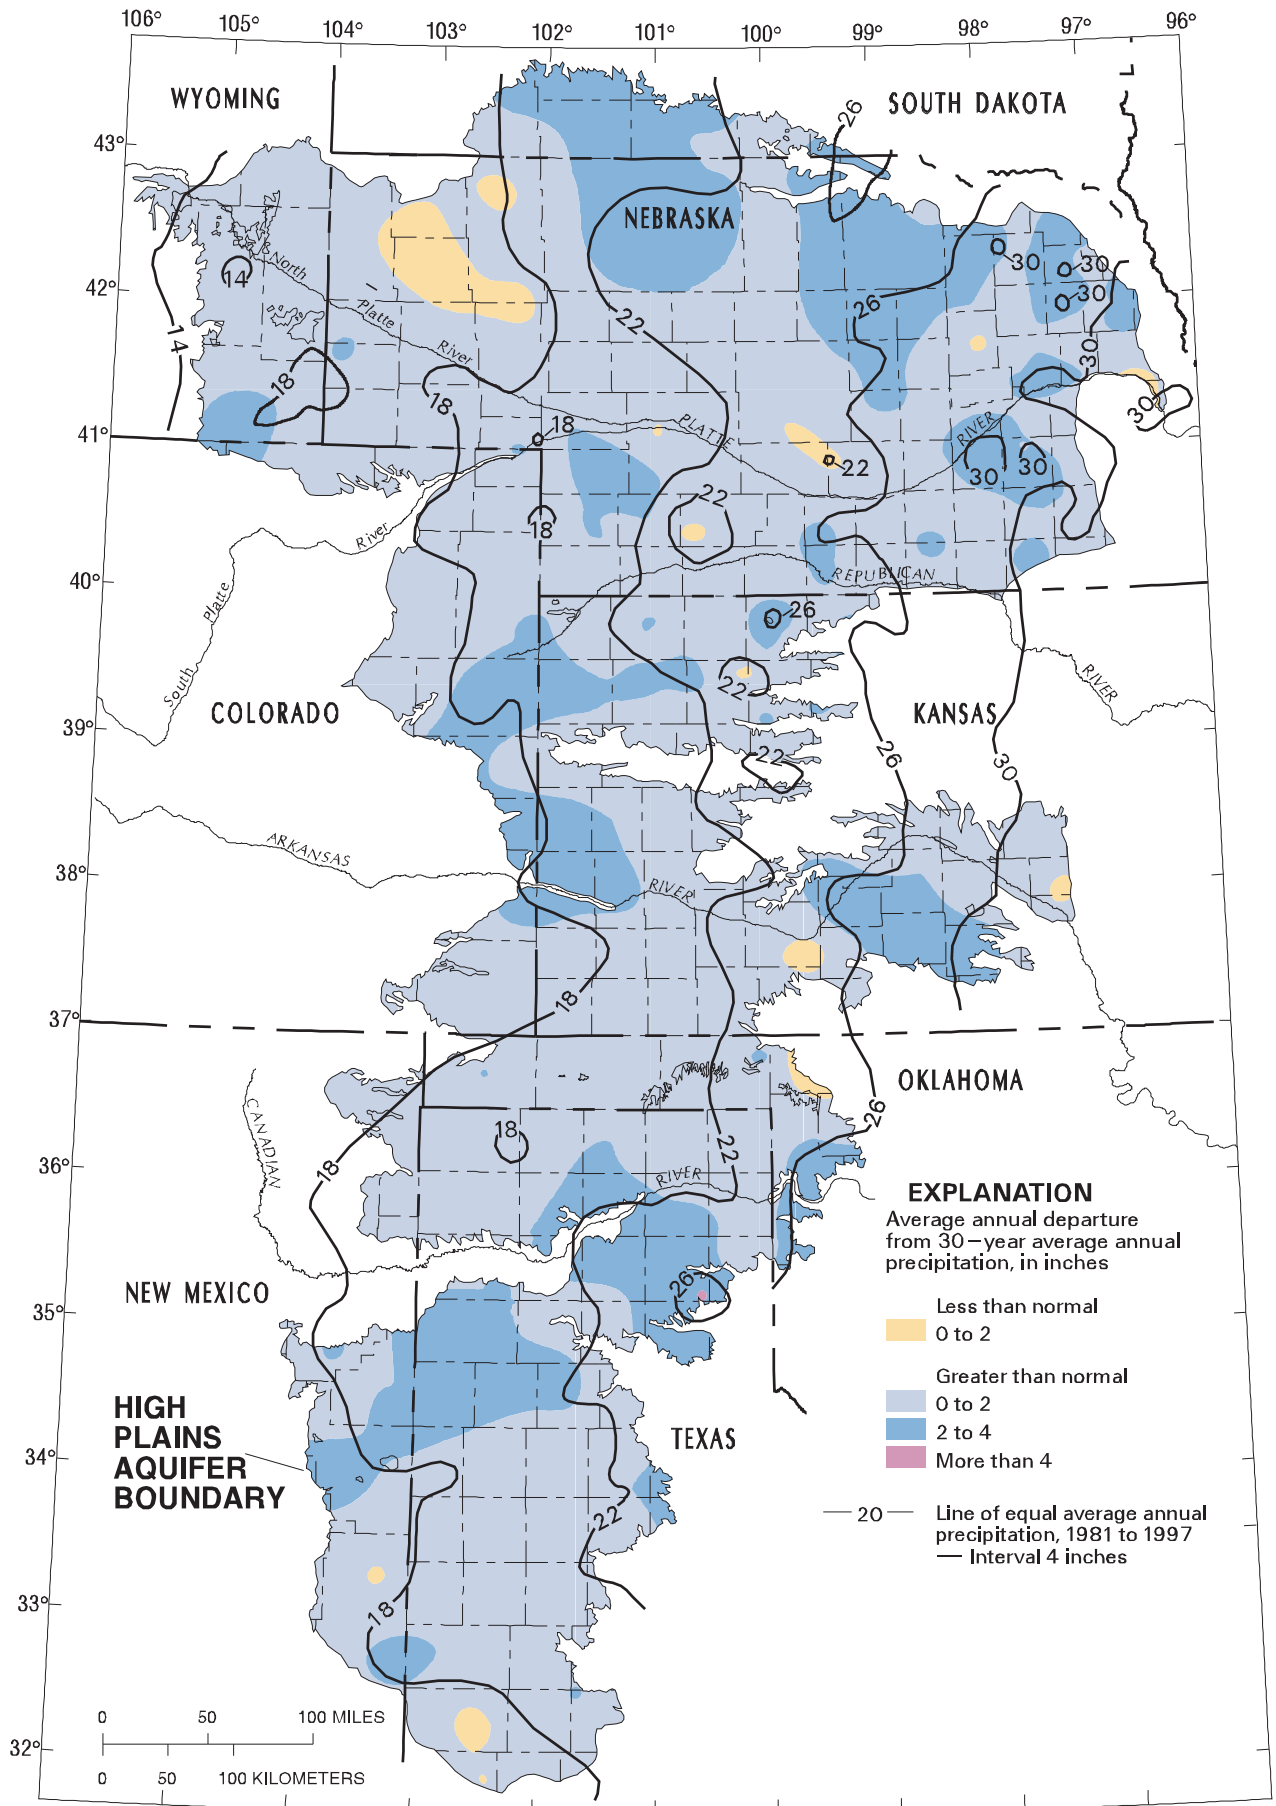 106° 105° 104° 103° 102° 101° 100° 99° 98° 97° 96°
WYOMING
SOUTH DAKOTA
26
43°
NEBRASKA
14
North
30
30
42°
30
26
Platte
22
14
River
30
18
18
30
41°
18
PLATTE
RIVER
22
30
30
22
18
River
40°
REPUBLICAN
Platte
26
South
22
RIVER
COLORADO
KANSAS
39°
22
26
30
ARKANSAS
38°
RIVER
18
37°
OKLAHOMA
CANADIAN
26
18
22
36°
18
RIVER
EXPLANATION
Average annual departure
from 30–year average annual
precipitation, in inches
NEW MEXICO
26
35°
Less than normal
0 to 2
Greater than normal
0 to 2
2 to 4
More than 4
HIGH
PLAINS
AQUIFER
BOUNDARY
TEXAS
34°
22
20
Line of equal average annual
precipitation, 1981 to 1997
— Interval 4 inches
33°
18
0 50 100 MILES
32°
0 50 100 KILOMETERS